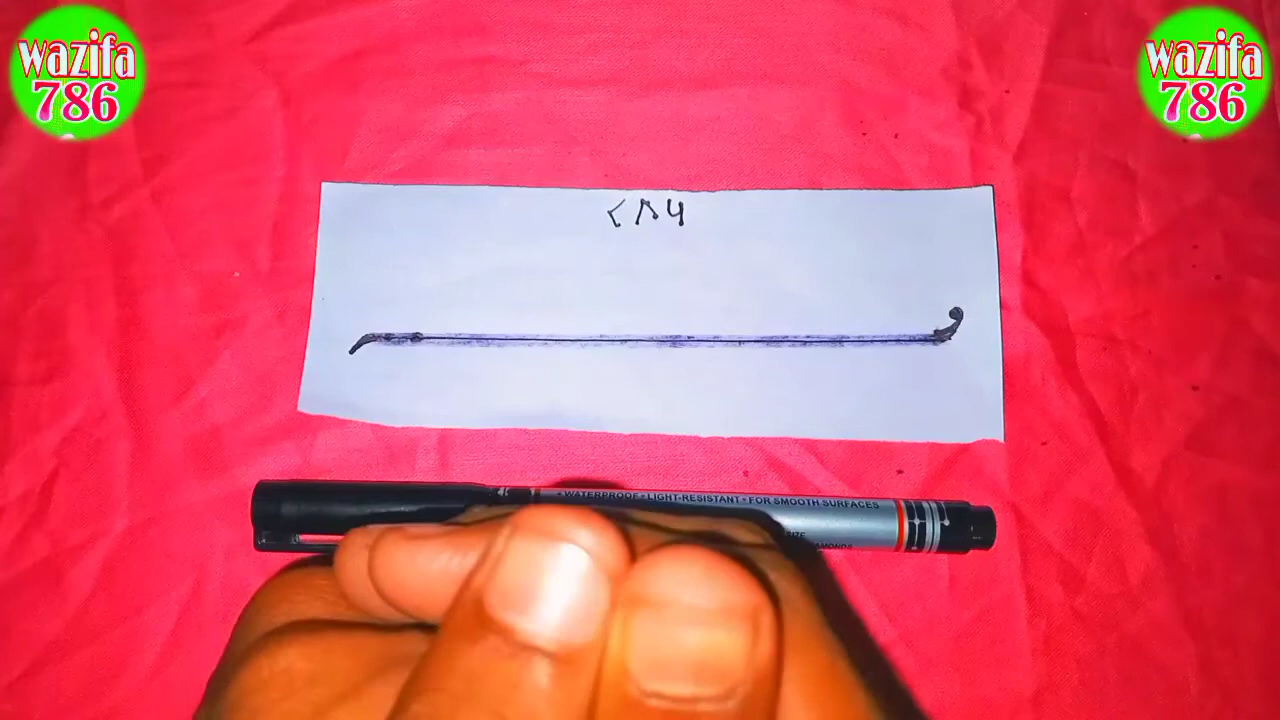 wazifa
786
wazifa
786
۷۸۶
• WATERPROOF • LIGHT-RESISTANT • FOR SMOOTH SURFACES